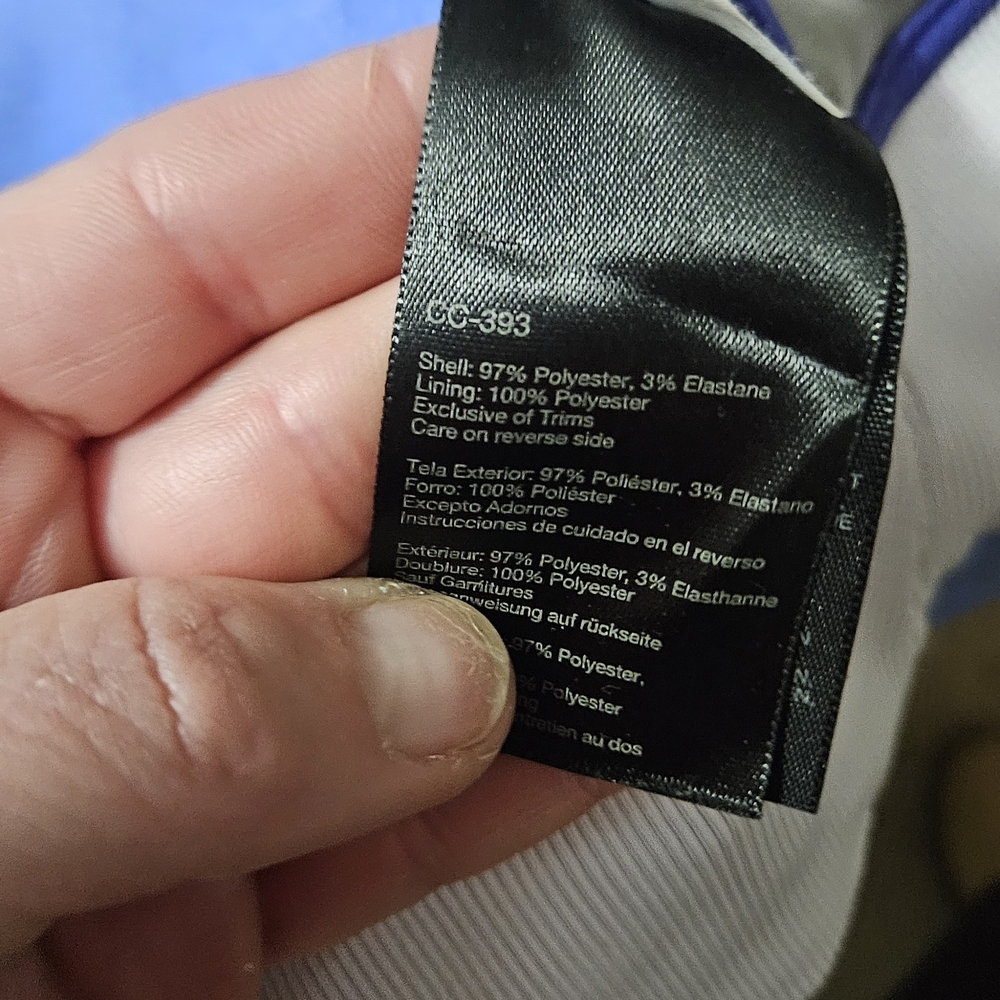 CC-393
Shell: 97% Polyester, 3% Elastane
Lining: 100% Polyester
Exclusive of Trims
Care on reverse side
Tela Exterior: 97% Poliéster, 3% Elastano
Forro: 100% Poliéster
Excepto Adornos
Instrucciones de cuidado en el reverso
Extérieur: 97% Polyester, 3% Elasthanne
Doublure: 100% Polyester
Sauf Garnitures
auf rückseite
97% Polyester,
Polyester
au dos
T
E
N
N